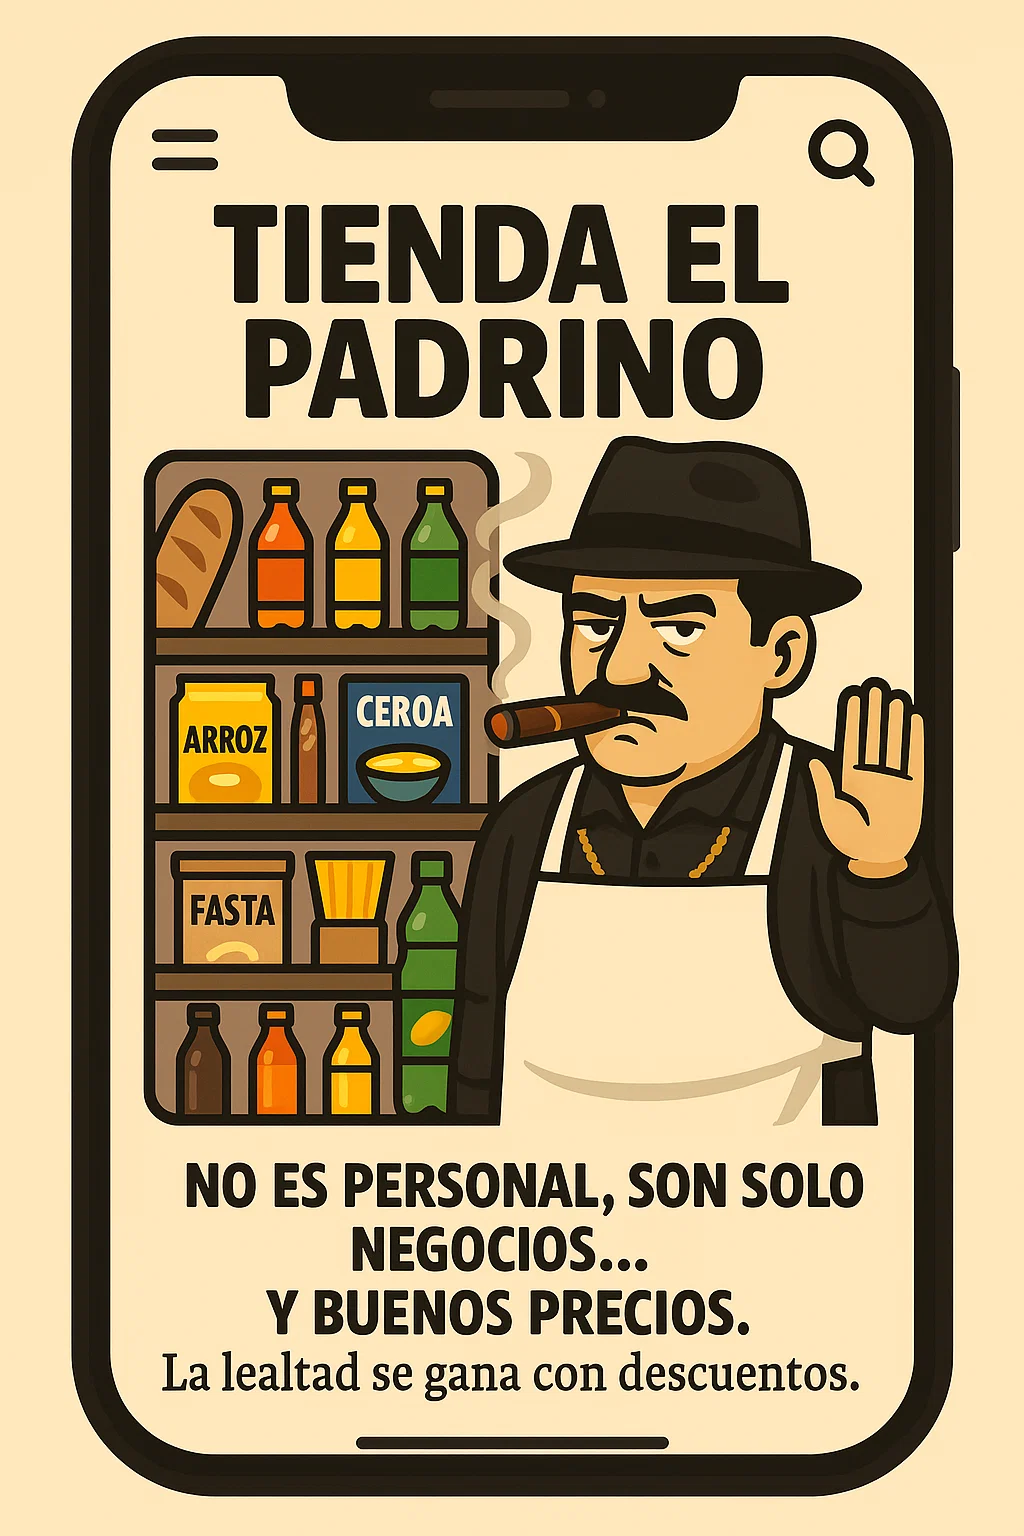 TIENDA EL
PADRINO
ARROZ
CEROA
FASTA
NO ES PERSONAL, SON SOLO
NEGOCIOS...
Y BUENOS PRECIOS.
La lealtad se gana con descuentos.